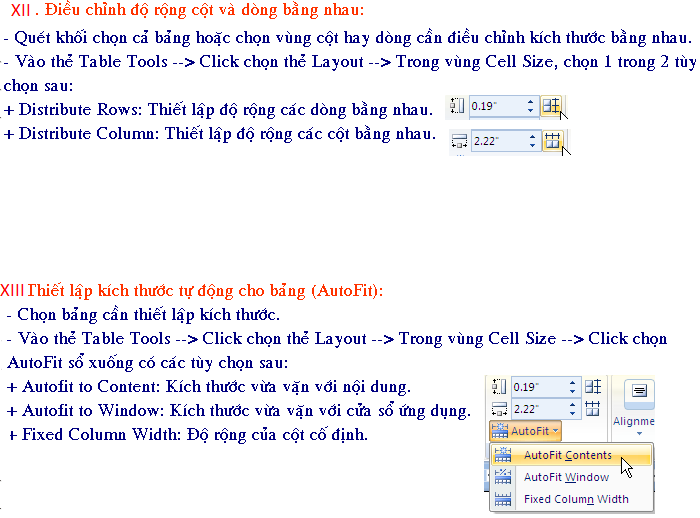 XII . Điều chỉnh độ rộng cột và dòng bằng nhau:
- Quét khối chọn cả bảng hoặc chọn vùng cột hay dòng cần điều chỉnh kích thước bằng nhau.
- Vào thẻ Table Tools --> Click chọn thẻ Layout --> Trong vùng Cell Size, chọn 1 trong 2 tùy
chọn sau:
+ Distribute Rows: Thiết lập độ rộng các dòng bằng nhau.
0.19"
+ Distribute Column: Thiết lập độ rộng các cột bằng nhau.
2.22"
XIII Thiết lập kích thước tự động cho bảng (AutoFit):
- Chọn bảng cần thiết lập kích thước.
- Vào thẻ Table Tools --> Click chọn thẻ Layout --> Trong vùng Cell Size --> Click chọn
AutoFit sổ xuống có các tùy chọn sau:
+ Autofit to Content: Kích thước vừa vặn với nội dung.
+ Autofit to Window: Kích thước vừa vặn với cửa sổ ứng dụng.
+ Fixed Column Width: Độ rộng của cột cố định.
0.19"
2.22"
Alignme
AutoFit
AutoFit Contents
AutoFit Window
Fixed Column Width